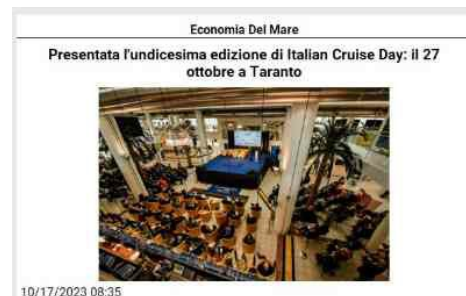 Economia Del Mare
Presentata l'undicesima edizione di Italian Cruise Day: il 27
ottobre a Taranto
10/17/2023 08:35